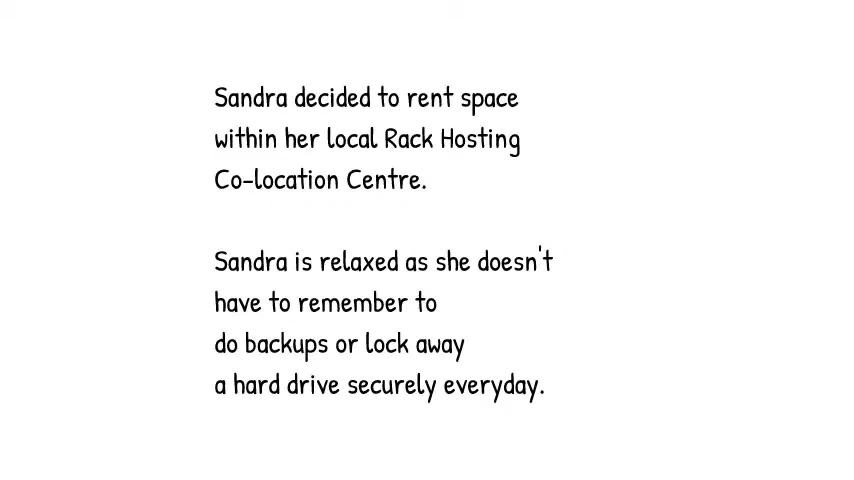 Sandra decided to rent space
within her local Rack Hosting
Co-location Centre.
Sandra is relaxed as she doesn't
have to remember to
do backups or lock away
a hard drive securely everyday.